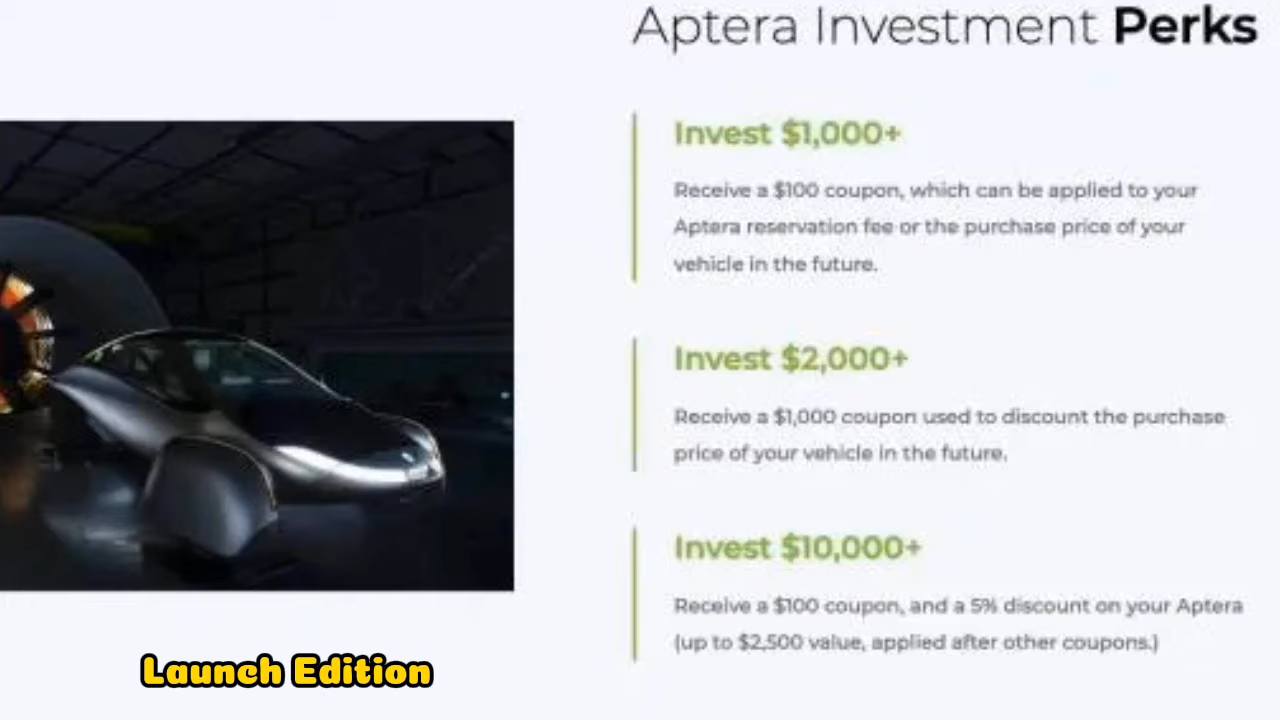 Aptera Investment Perks
Invest $1,000+
Receive a $100 coupon, which can be applied to your
Aptera reservation fee or the purchase price of your
vehicle in the future.
Invest $2,000+
Receive a $1,000 coupon used to discount the purchase
price of your vehicle in the future.
Invest $10,000+
Receive a $100 coupon, and a 5% discount on your Aptera
(up to $2,500 value, applied after other coupons.)
Launch Edition